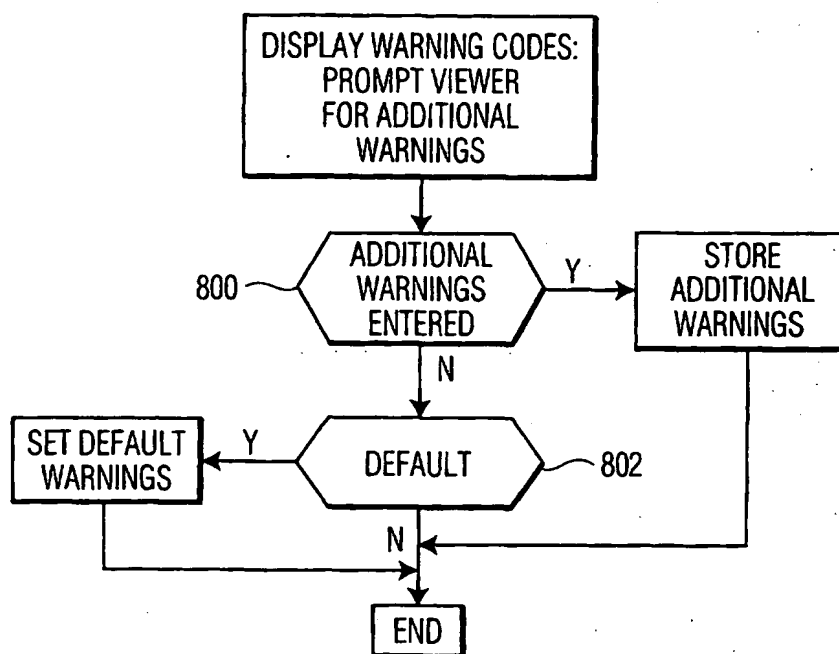 DISPLAY WARNING CODES:
PROMPT VIEWER
FOR ADDITIONAL
WARNINGS
800
ADDITIONAL
WARNINGS
ENTERED
Y
STORE
ADDITIONAL
WARNINGS
N
SET DEFAULT
WARNINGS
Y
DEFAULT
802
N
END